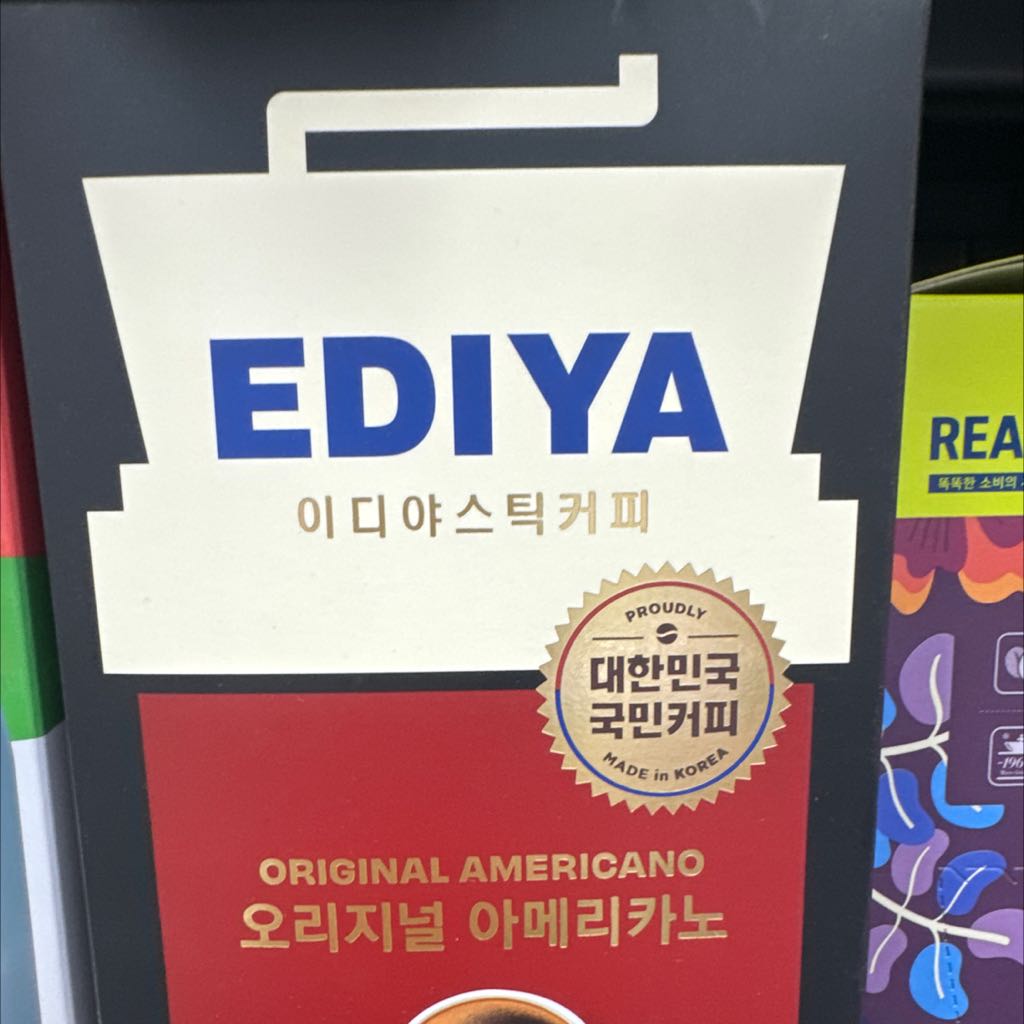 EDIYA
이디야스틱커피
PROUDLY
대한민국
국민커피
MADE in KOREA
ORIGINAL AMERICANO
오리지널 아메리카노
똑똑한 소비의